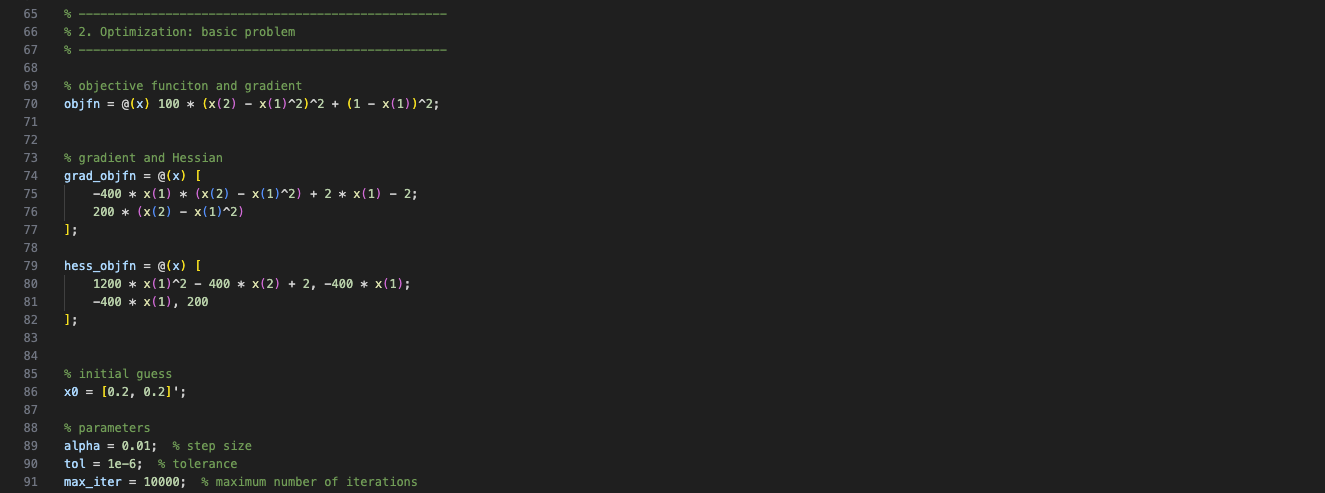 65 % ---------------------------------------------------
66 % 2. Optimization: basic problem
67 % ---------------------------------------------------
68
69 % objective funciton and gradient
70 objfn = @(x) 100 * (x(2) - x(1)^2)^2 + (1 - x(1))^2;
71
72
73 % gradient and Hessian
74 grad_objfn = @(x) [
75     -400 * x(1) * (x(2) - x(1)^2) + 2 * x(1) - 2;
76     200 * (x(2) - x(1)^2)
77 ];
78
79 hess_objfn = @(x) [
80     1200 * x(1)^2 - 400 * x(2) + 2, -400 * x(1);
81     -400 * x(1), 200
82 ];
83
84
85 % initial guess
86 x0 = [0.2, 0.2]';
87
88 % parameters
89 alpha = 0.01;  % step size
90 tol = 1e-6;  % tolerance
91 max_iter = 10000;  % maximum number of iterations